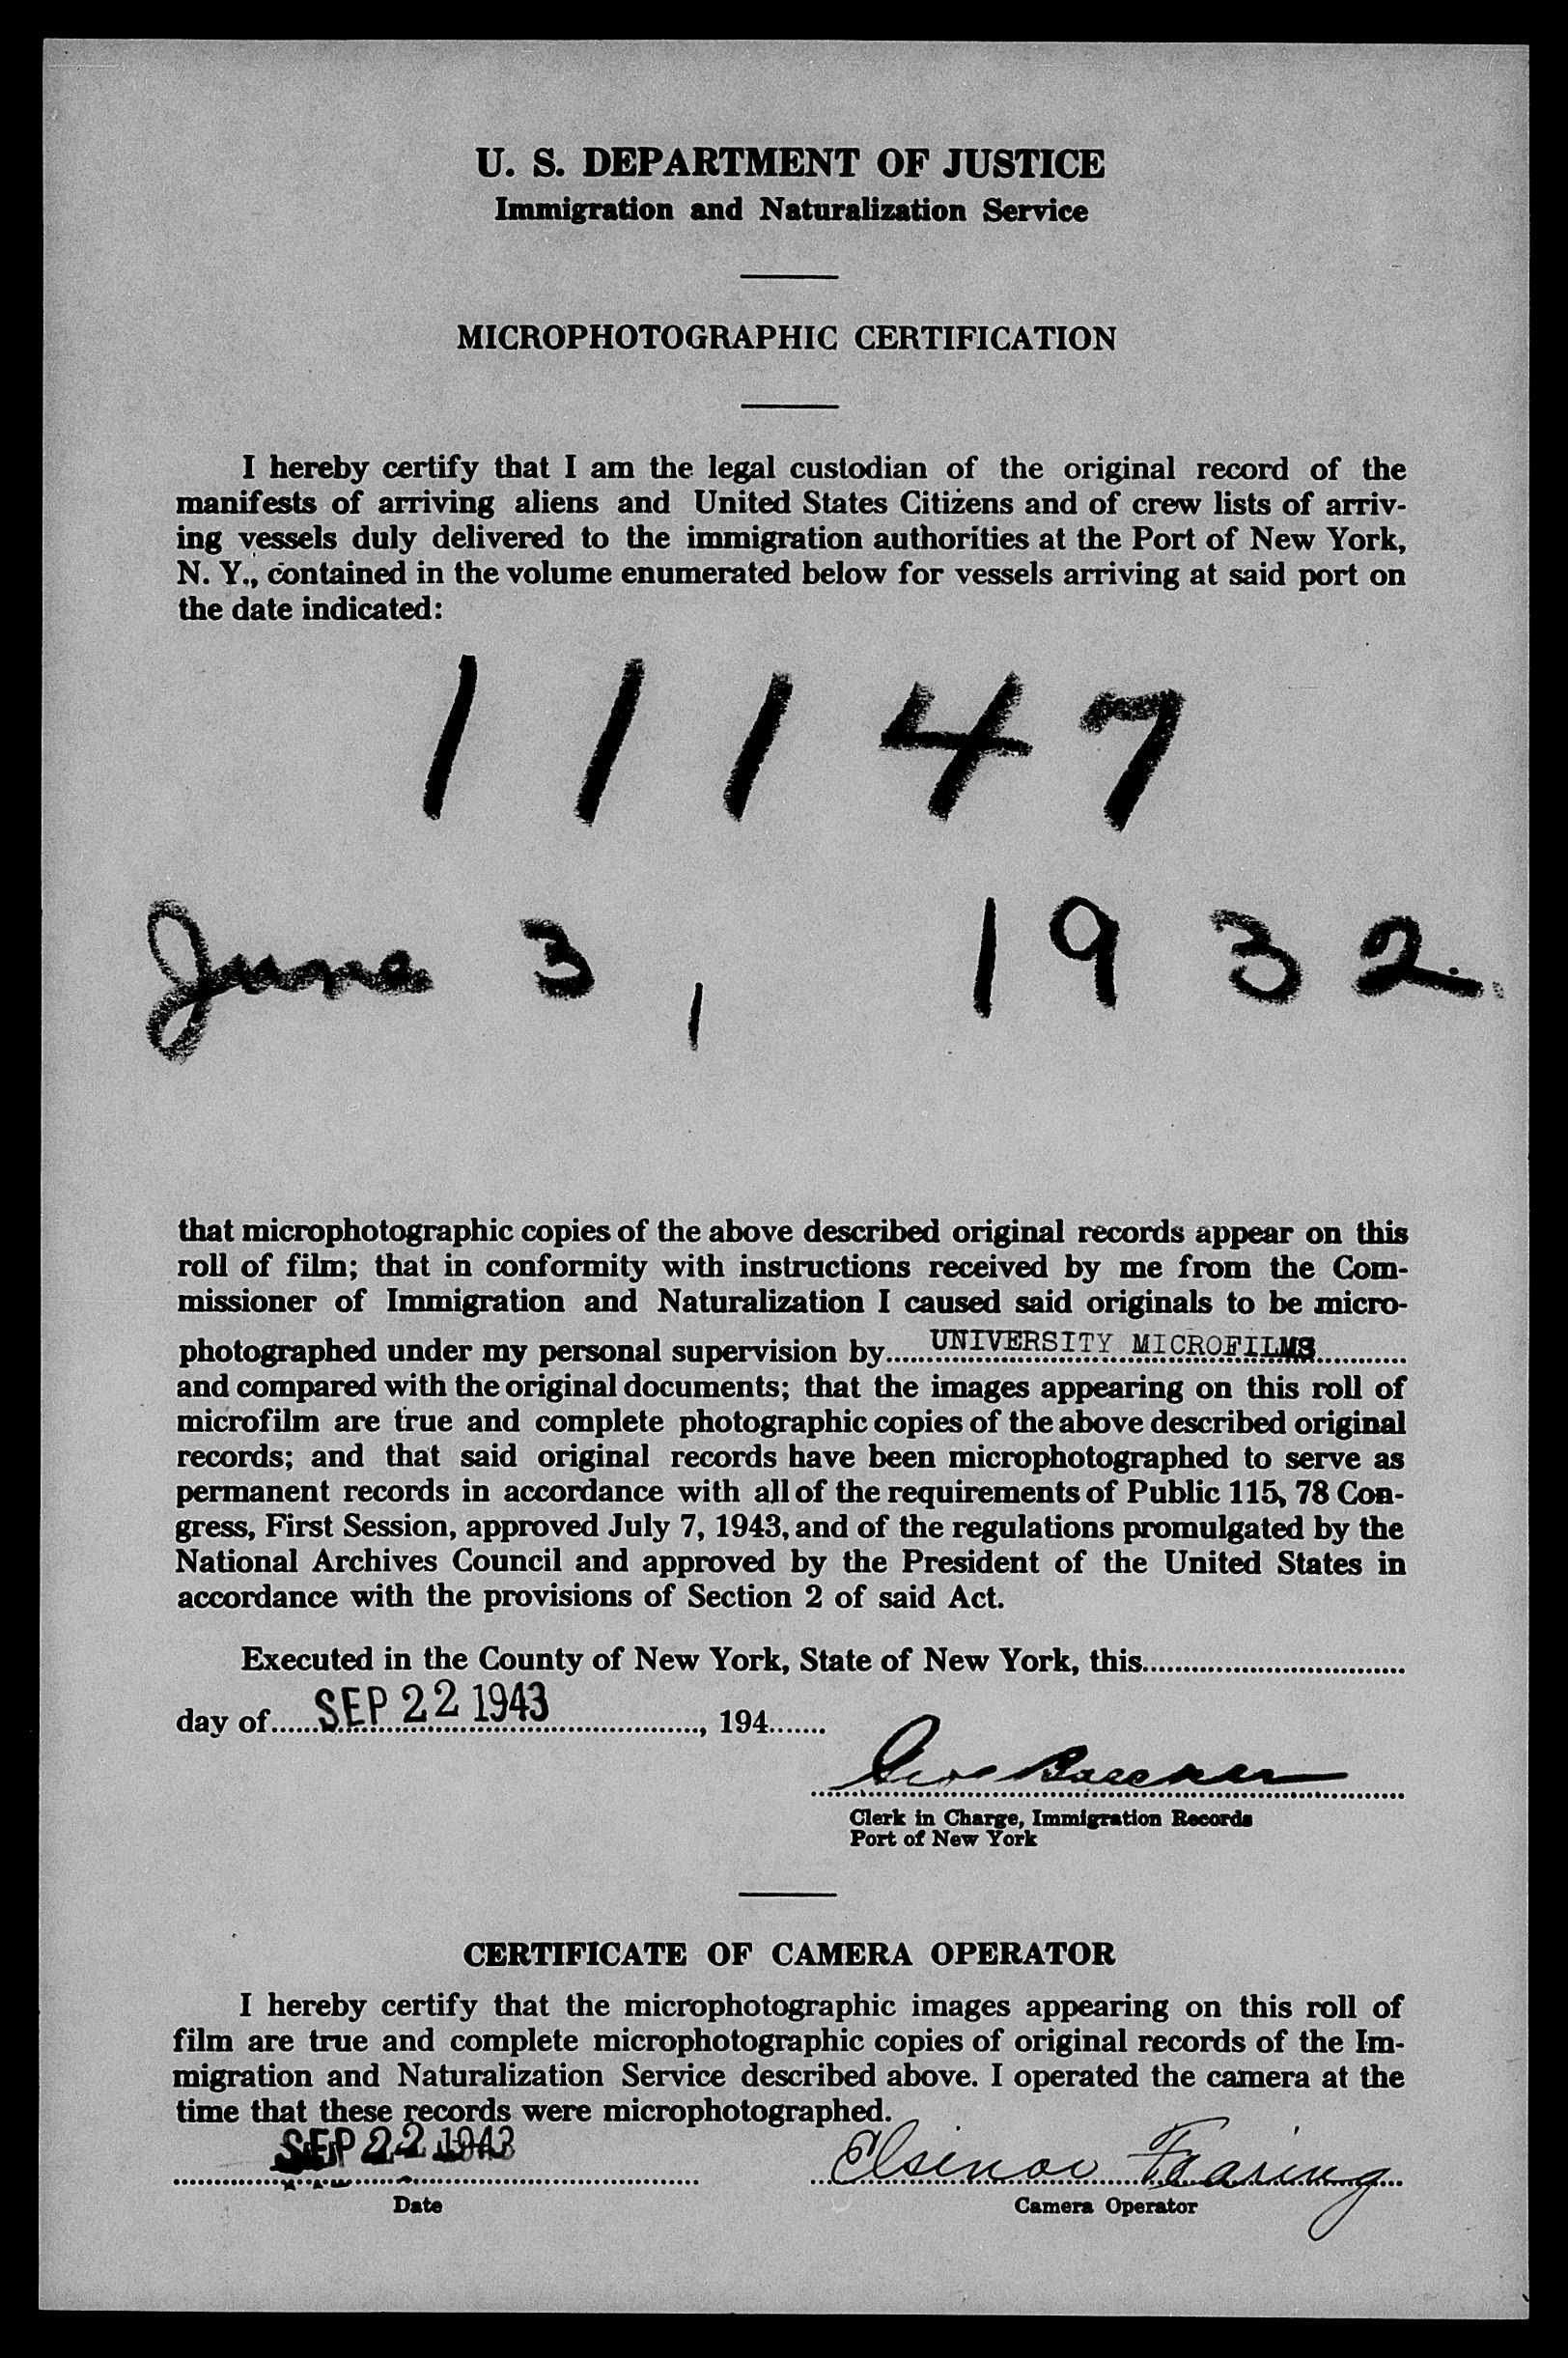 U. S. DEPARTMENT OF JUSTICE
Immigration and Naturalization Service
MICROPHOTOGRAPHIC CERTIFICATION
I hereby certify that I am the legal custodian of the original record of the
manifests of arriving aliens and United States Citizens and of crew lists of arriv-
ing vessels duly delivered to the immigration authorities at the Port of New York,
N. Y., contained in the volume enumerated below for vessels arriving at said port on
the date indicated:
11147
June 3, 1932.
that microphotographic copies of the above described original records appear on this
roll of film; that in conformity with instructions received by me from the Com-
missioner of Immigration and Naturalization I caused said originals to be micro-
photographed under my personal supervision by......UNIVERSITY MICROFILMS...........
and compared with the original documents; that the images appearing on this roll of
microfilm are true and complete photographic copies of the above described original
records; and that said original records have been microphotographed to serve as
permanent records in accordance with all of the requirements of Public 115, 78 Con-
gress, First Session, approved July 7, 1943, and of the regulations promulgated by the
National Archives Council and approved by the President of the United States in
accordance with the provisions of Section 2 of said Act.
Executed in the County of New York, State of New York, this................................
day of......SEP 22 1943..................., 194.......
Geo
Clerk in Charge, Immigration Records
Port of New York
CERTIFICATE OF CAMERA OPERATOR
I hereby certify that the microphotographic images appearing on this roll of
film are true and complete microphotographic copies of original records of the Im-
migration and Naturalization Service described above. I operated the camera at the
time that these records were microphotographed.
SEP 22 1943 Elsinor Fearing
Date Camera Operator